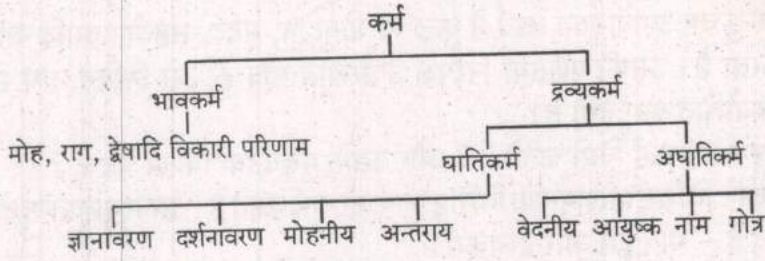 कर्म
भावकर्म द्रव्यकर्म
मोह, राग, द्वेषादि विकारी परिणाम घातिकर्म अघातिकर्म
ज्ञानावरण दर्शनावरण मोहनीय अन्तराय वेदनीय आयुष्क नाम गोत्र